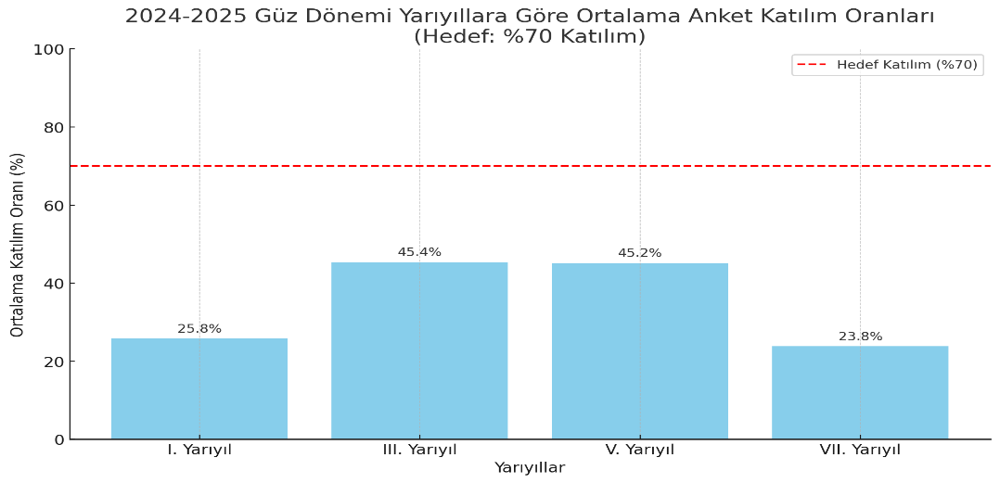 2024-2025 Güz Dönemi Yarıyıllara Göre Ortalama Anket Katılım Oranları
(Hedef: %70 Katılım)
Hedef Katılım (%70)
Ortalama Katılım Oranı (%)
100
80
60
40
20
0
25.8%
45.4%
45.2%
23.8%
I. Yarıyıl
III. Yarıyıl
V. Yarıyıl
VII. Yarıyıl
Yarıyıllar